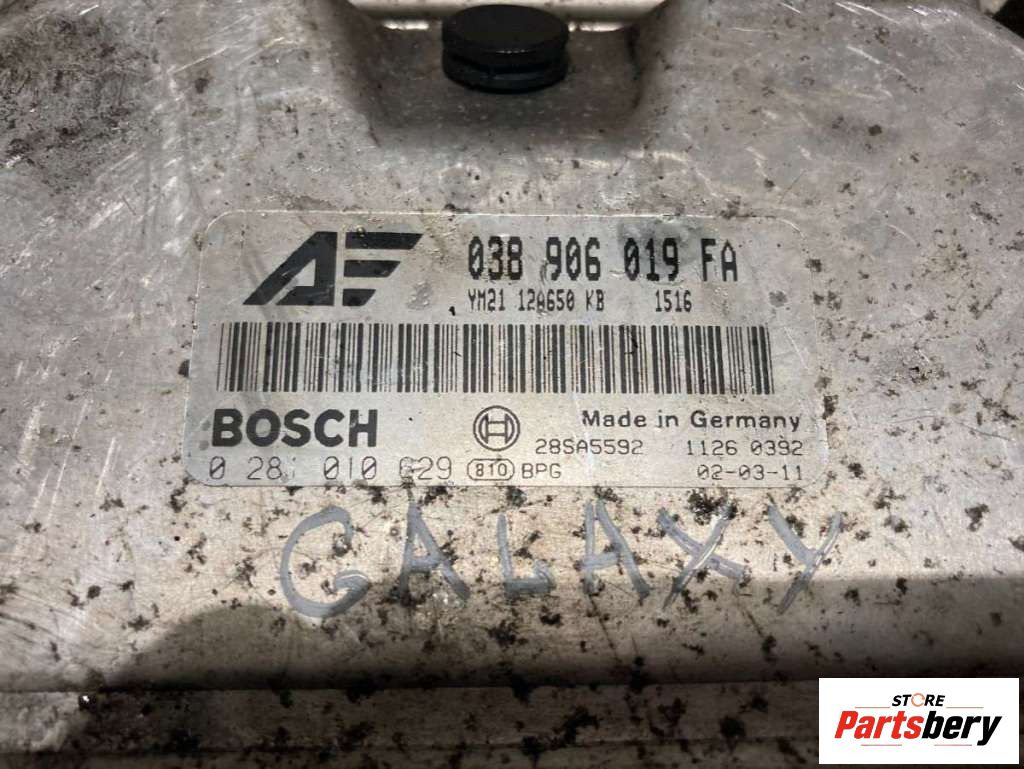 AF
038 906 019 FA
YM21 12A650 KB 1516
BOSCH
Made in Germany
28SA5592 1126 0392
0 281 010 629 810 BPG 02-03-11
GALAXY
STORE
Partsbery